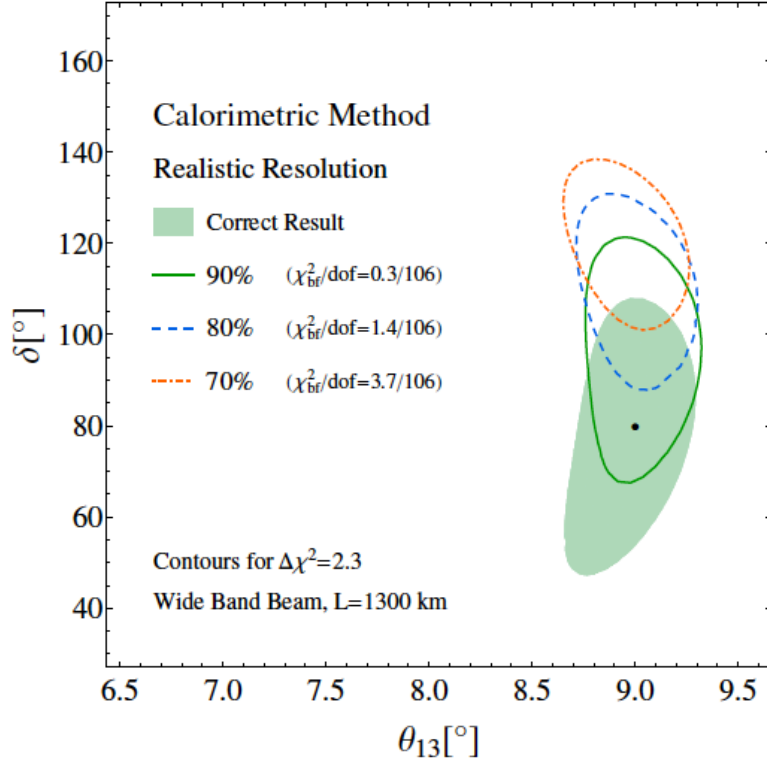 160
140
120
100
80
60
40
δ[°]
Calorimetric Method
Realistic Resolution
Correct Result
90% (χ²bf/dof=0.3/106)
80% (χ²bf/dof=1.4/106)
70% (χ²bf/dof=3.7/106)
Contours for Δχ²=2.3
Wide Band Beam, L=1300 km
6.5 7.0 7.5 8.0 8.5 9.0 9.5
θ₁₃[°]